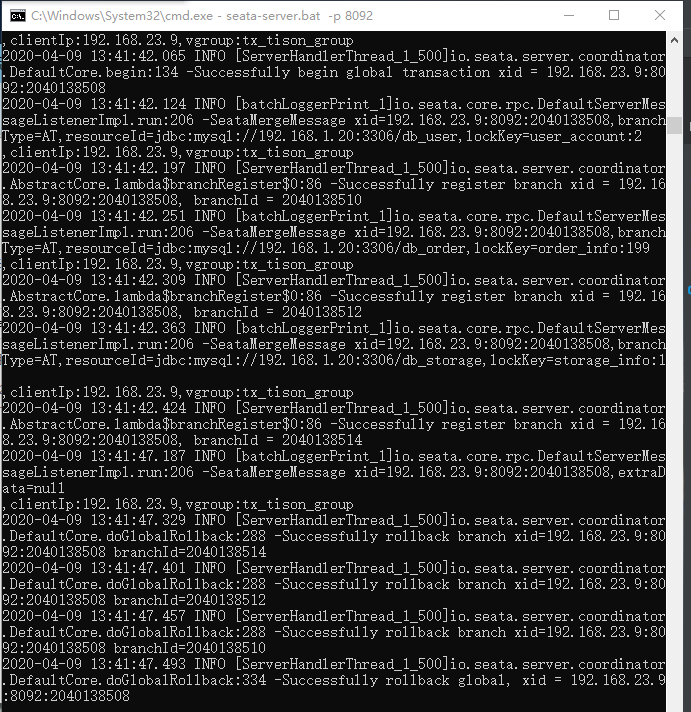 C:\Windows\System32\cmd.exe - seata-server.bat  -p 8092
,clientIp:192.168.23.9,vgroup:tx_tison_group
2020-04-09 13:41:42.065 INFO [ServerHandlerThread_1_500]io.seata.server.coordinator
.DefaultCore.begin:134 -Successfully begin global transaction xid = 192.168.23.9:80
92:2040138508
2020-04-09 13:41:42.124 INFO [batchLoggerPrint_1]io.seata.core.rpc.DefaultServerMes
sageListenerImpl.run:206 -SeataMergeMessage xid=192.168.23.9:8092:2040138508,branch
Type=AT,resourceId=jdbc:mysql://192.168.1.20:3306/db_user,lockKey=user_account:2
,clientIp:192.168.23.9,vgroup:tx_tison_group
2020-04-09 13:41:42.197 INFO [ServerHandlerThread_1_500]io.seata.server.coordinator
.AbstractCore.lambda$branchRegister$0:86 -Successfully register branch xid = 192.16
8.23.9:8092:2040138508, branchId = 2040138510
2020-04-09 13:41:42.251 INFO [batchLoggerPrint_1]io.seata.core.rpc.DefaultServerMes
sageListenerImpl.run:206 -SeataMergeMessage xid=192.168.23.9:8092:2040138508,branch
Type=AT,resourceId=jdbc:mysql://192.168.1.20:3306/db_order,lockKey=order_info:199
,clientIp:192.168.23.9,vgroup:tx_tison_group
2020-04-09 13:41:42.309 INFO [ServerHandlerThread_1_500]io.seata.server.coordinator
.AbstractCore.lambda$branchRegister$0:86 -Successfully register branch xid = 192.16
8.23.9:8092:2040138508, branchId = 2040138512
2020-04-09 13:41:42.363 INFO [batchLoggerPrint_1]io.seata.core.rpc.DefaultServerMes
sageListenerImpl.run:206 -SeataMergeMessage xid=192.168.23.9:8092:2040138508,branch
Type=AT,resourceId=jdbc:mysql://192.168.1.20:3306/db_storage,lockKey=storage_info:1
,clientIp:192.168.23.9,vgroup:tx_tison_group
2020-04-09 13:41:42.424 INFO [ServerHandlerThread_1_500]io.seata.server.coordinator
.AbstractCore.lambda$branchRegister$0:86 -Successfully register branch xid = 192.16
8.23.9:8092:2040138508, branchId = 2040138514
2020-04-09 13:41:47.187 INFO [batchLoggerPrint_1]io.seata.core.rpc.DefaultServerMes
sageListenerImpl.run:206 -SeataMergeMessage xid=192.168.23.9:8092:2040138508,extraD
ata=null
,clientIp:192.168.23.9,vgroup:tx_tison_group
2020-04-09 13:41:47.329 INFO [ServerHandlerThread_1_500]io.seata.server.coordinator
.DefaultCore.doGlobalRollback:288 -Successfully rollback branch xid=192.168.23.9:80
92:2040138508 branchId=2040138514
2020-04-09 13:41:47.401 INFO [ServerHandlerThread_1_500]io.seata.server.coordinator
.DefaultCore.doGlobalRollback:288 -Successfully rollback branch xid=192.168.23.9:80
92:2040138508 branchId=2040138512
2020-04-09 13:41:47.457 INFO [ServerHandlerThread_1_500]io.seata.server.coordinator
.DefaultCore.doGlobalRollback:288 -Successfully rollback branch xid=192.168.23.9:80
92:2040138508 branchId=2040138510
2020-04-09 13:41:47.493 INFO [ServerHandlerThread_1_500]io.seata.server.coordinator
.DefaultCore.doGlobalRollback:334 -Successfully rollback global, xid = 192.168.23.9
:8092:2040138508